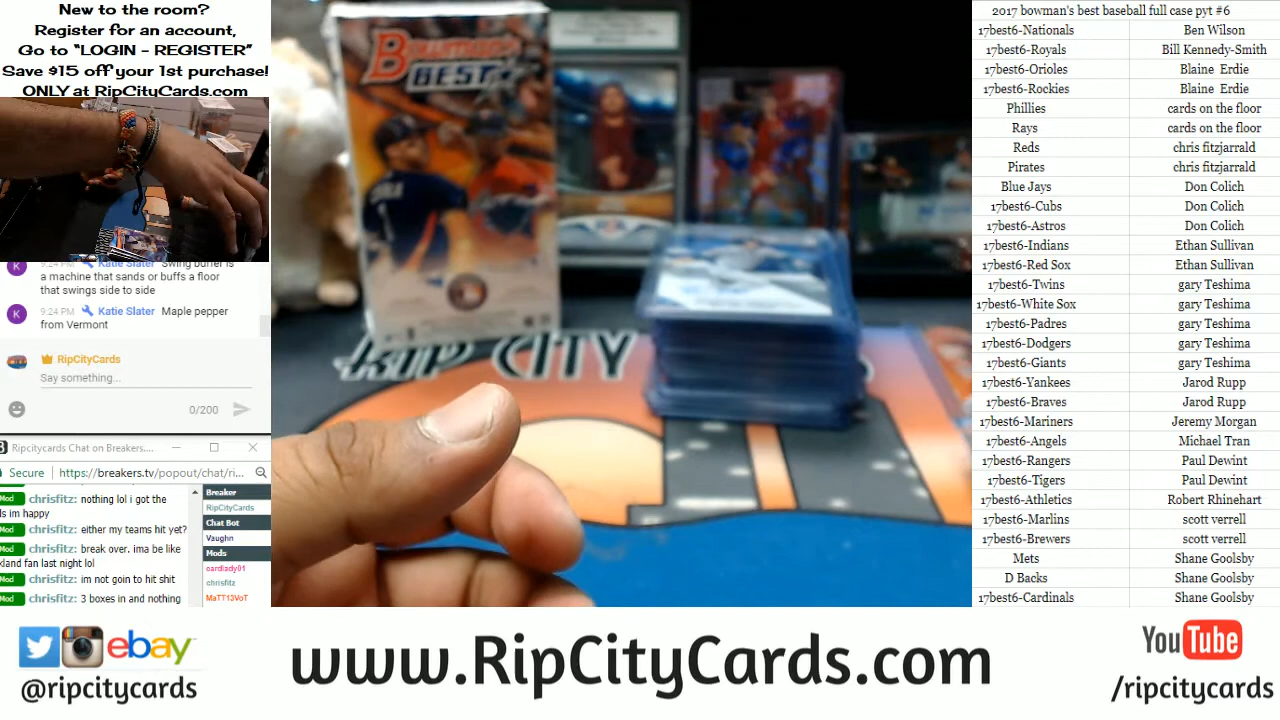 New to the room?
Register for an account,
Go to “LOGIN - REGISTER”
Save $15 off your 1st purchase!
ONLY at RipCityCards.com
9:24 PM Katie Slater Swing buffer is
a machine that sands or buffs a floor
that swings side to side
9:24 PM Katie Slater Maple pepper
from Vermont
RipCityCards
Say something...
0/200
Ripcitycards Chat on Breakers....
Secure https://breakers.tv/popout/chat/ri...
Mod chrisfitz: nothing lol i got the
ls im happy
Mod chrisfitz: either my teams hit yet?
Mod chrisfitz: break over. ima be like
kland fan last night lol
Mod chrisfitz: im not goin to hit shit
Mod chrisfitz: 3 boxes in and nothing
Breaker
RipCityCards
Chat Bot
Vaughn
Mods
cardlady01
chrisfitz
MaTT13VoT
BOWMAN'S
BEST
RIP CITY
2017 bowman's best baseball full case pyt #6
17best6-Nationals Ben Wilson
17best6-Royals Bill Kennedy-Smith
17best6-Orioles Blaine Erdie
17best6-Rockies Blaine Erdie
Phillies cards on the floor
Rays cards on the floor
Reds chris fitzjarrald
Pirates chris fitzjarrald
Blue Jays Don Colich
17best6-Cubs Don Colich
17best6-Astros Don Colich
17best6-Indians Ethan Sullivan
17best6-Red Sox Ethan Sullivan
17best6-Twins gary Teshima
17best6-White Sox gary Teshima
17best6-Padres gary Teshima
17best6-Dodgers gary Teshima
17best6-Giants gary Teshima
17best6-Yankees Jarod Rupp
17best6-Braves Jarod Rupp
17best6-Mariners Jeremy Morgan
17best6-Angels Michael Tran
17best6-Rangers Paul Dewint
17best6-Tigers Paul Dewint
17best6-Athletics Robert Rhinehart
17best6-Marlins scott verrell
17best6-Brewers scott verrell
Mets Shane Goolsby
D Backs Shane Goolsby
17best6-Cardinals Shane Goolsby
ebay
@ripcitycards
www.RipCityCards.com
YouTube
/ripcitycards